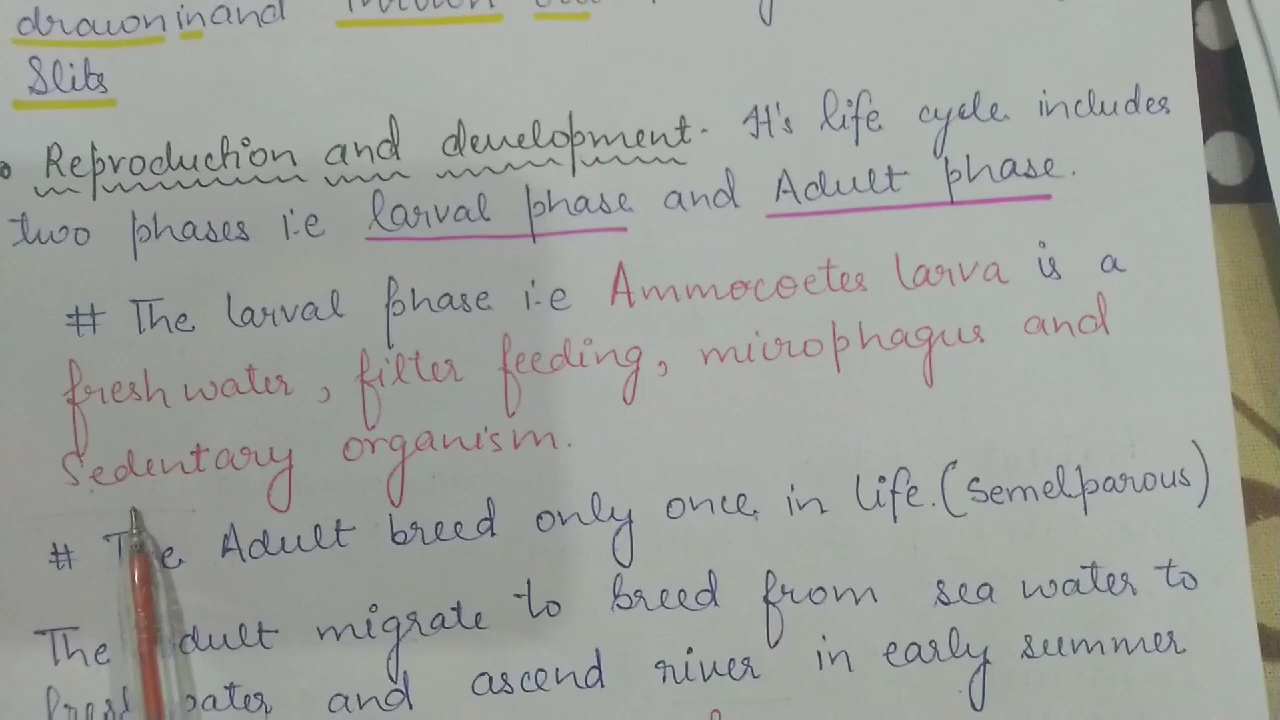 drawn in and
Slits
Reproduction and development. It's life cycle includes
two phases i.e larval phase and Adult phase.
# The larval phase i.e Ammocoetes larva is a
fresh water, filter feeding, microphagus and
Sedentary organism.
# The Adult breed only once in life. (Semelparous)
The Adult migrate to breed from sea water to
and ascend river in early summer